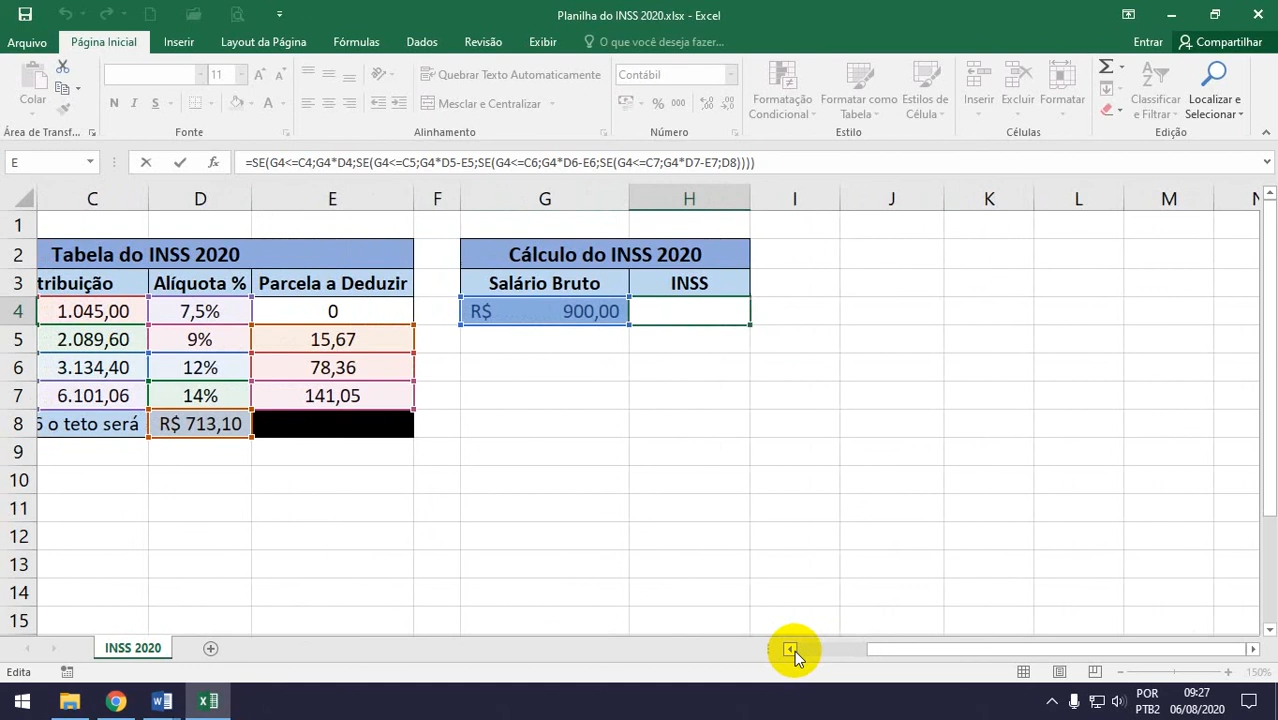 Planilha do INSS 2020.xlsx - Excel
Arquivo Página Inicial Inserir Layout da Página Fórmulas Dados Revisão Exibir O que você deseja fazer... Entrar Compartilhar
11 Quebrar Texto Automaticamente Contábil
Colar N I S Mesclar e Centralizar % 000 Formatação Condicional Formatar como Tabela Estilos de Célula Inserir Excluir Formatar Classificar e Filtrar Localizar e Selecionar
Área de Transf... Fonte Alinhamento Número Estilo Células Edição
E fx =SE(G4<=C4;G4*D4;SE(G4<=C5;G4*D5-E5;SE(G4<=C6;G4*D6-E6;SE(G4<=C7;G4*D7-E7;D8))))
C D E F G H I J K L M N
1
2 Tabela do INSS 2020 Cálculo do INSS 2020
3 tribuição Alíquota % Parcela a Deduzir Salário Bruto INSS
4 1.045,00 7,5% 0 R$ 900,00
5 2.089,60 9% 15,67
6 3.134,40 12% 78,36
7 6.101,06 14% 141,05
8 6 o teto será R$ 713,10
9
10
11
12
13
14
15
INSS 2020
Edita 150%
POR 09:27
PTB2 06/08/2020